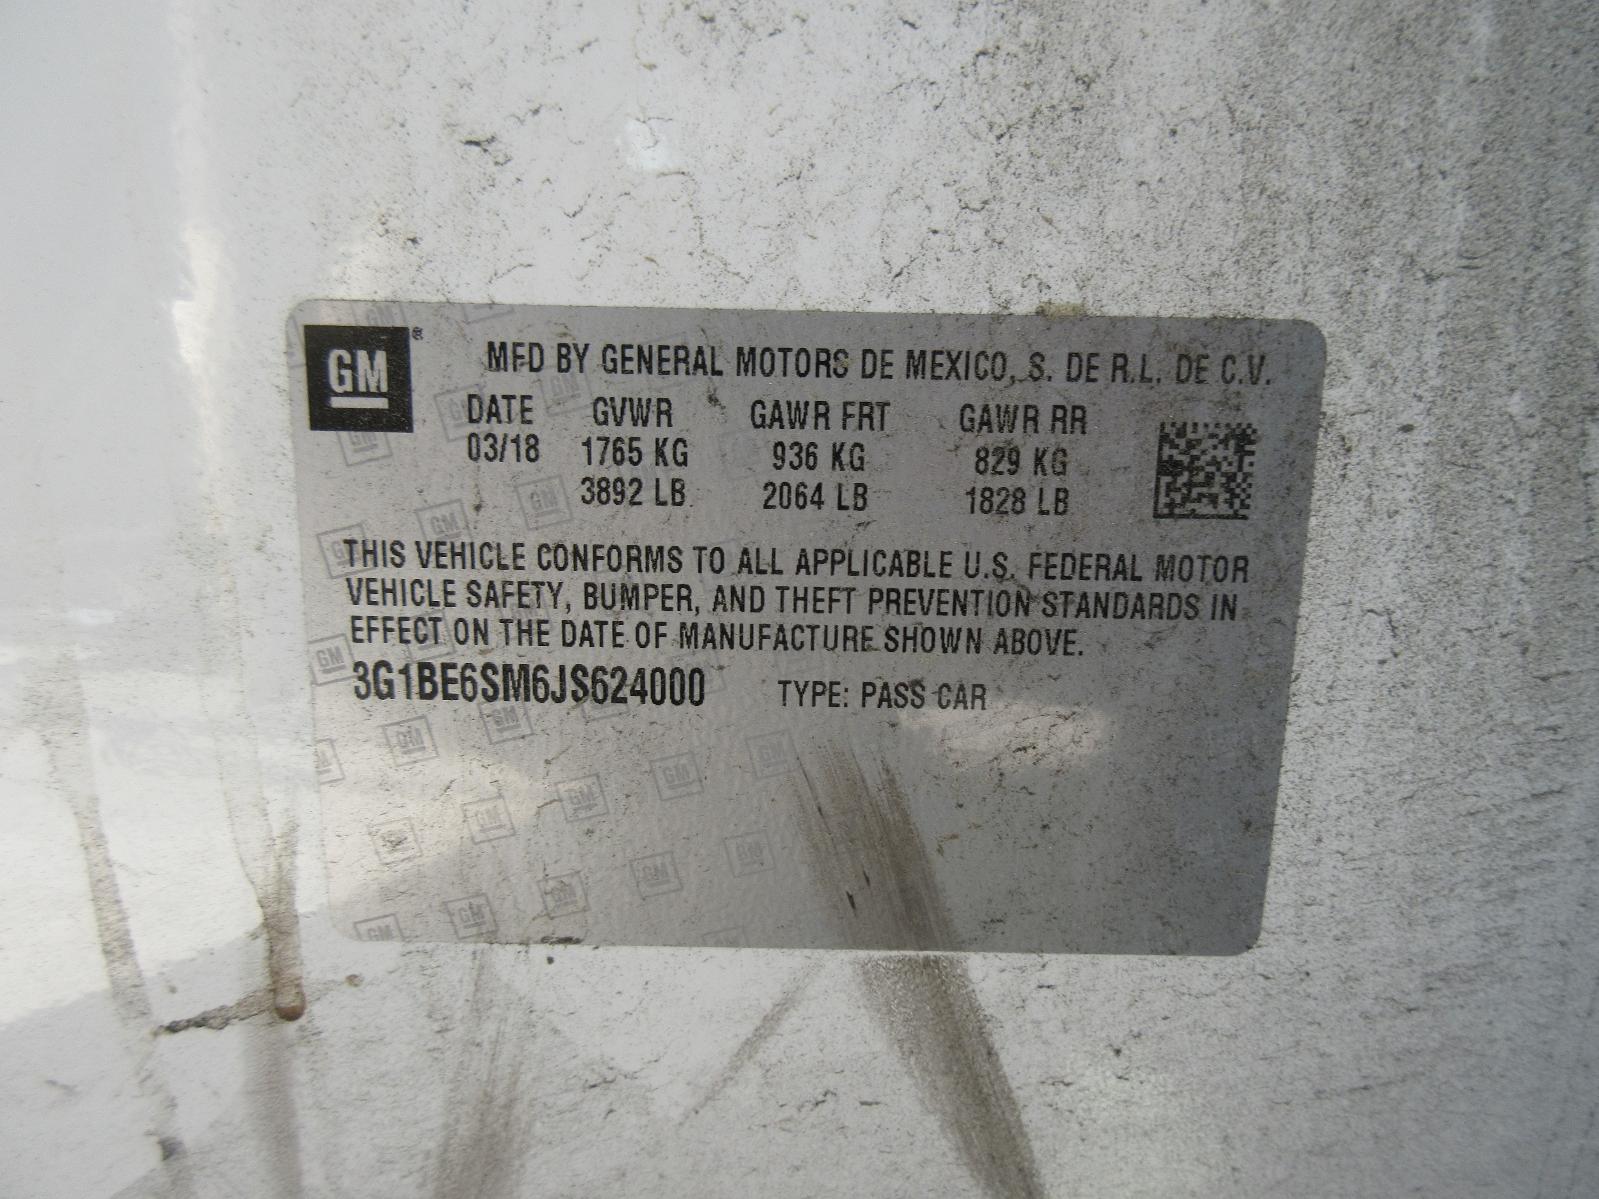 GM®
MFD BY GENERAL MOTORS DE MEXICO, S. DE R.L. DE C.V.
DATE GVWR GAWR FRT GAWR RR
03/18 1765 KG 936 KG 829 KG
3892 LB 2064 LB 1828 LB
THIS VEHICLE CONFORMS TO ALL APPLICABLE U.S. FEDERAL MOTOR
VEHICLE SAFETY, BUMPER, AND THEFT PREVENTION STANDARDS IN
EFFECT ON THE DATE OF MANUFACTURE SHOWN ABOVE.
3G1BE6SM6JS624000 TYPE: PASS CAR